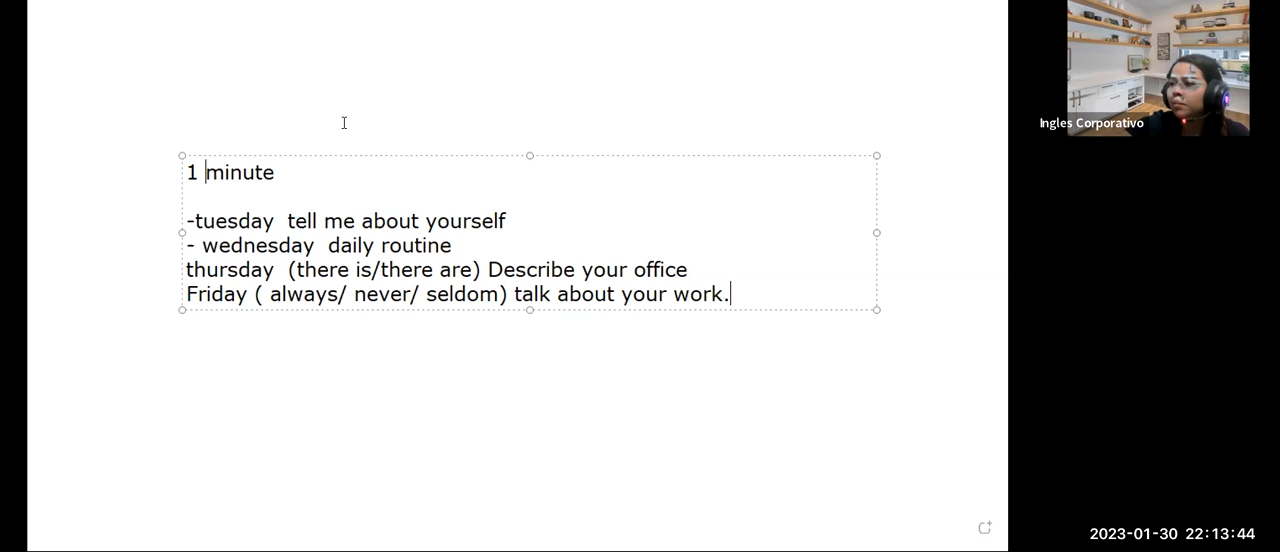 1 minute
-tuesday  tell me about yourself
- wednesday  daily routine
thursday  (there is/there are) Describe your office
Friday ( always/ never/ seldom) talk about your work.
Ingles Corporativo
2023-01-30 22:13:44